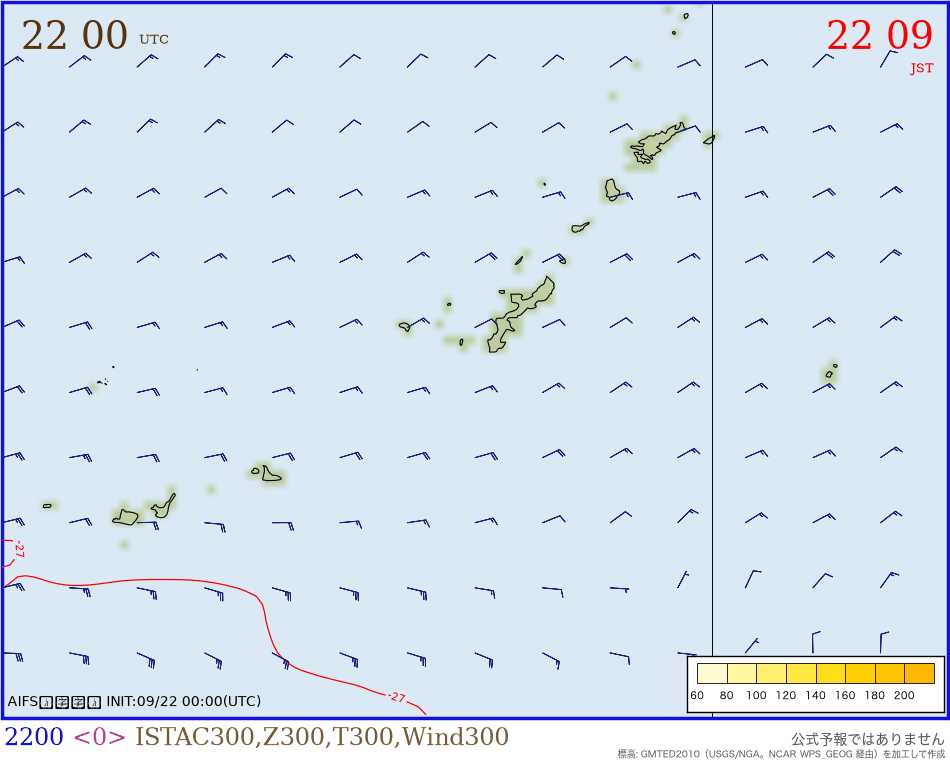 22 00 UTC
22 09
JST
-27
-27
60 80 100 120 140 160 180 200
AIFS INIT:09/22 00:00(UTC)
2200 <0> ISTAC300,Z300,T300,Wind300
公式予報ではありません
標高: GMTED2010（USGS/NGA。NCAR WPS_GEOG 経由）を加工して作成